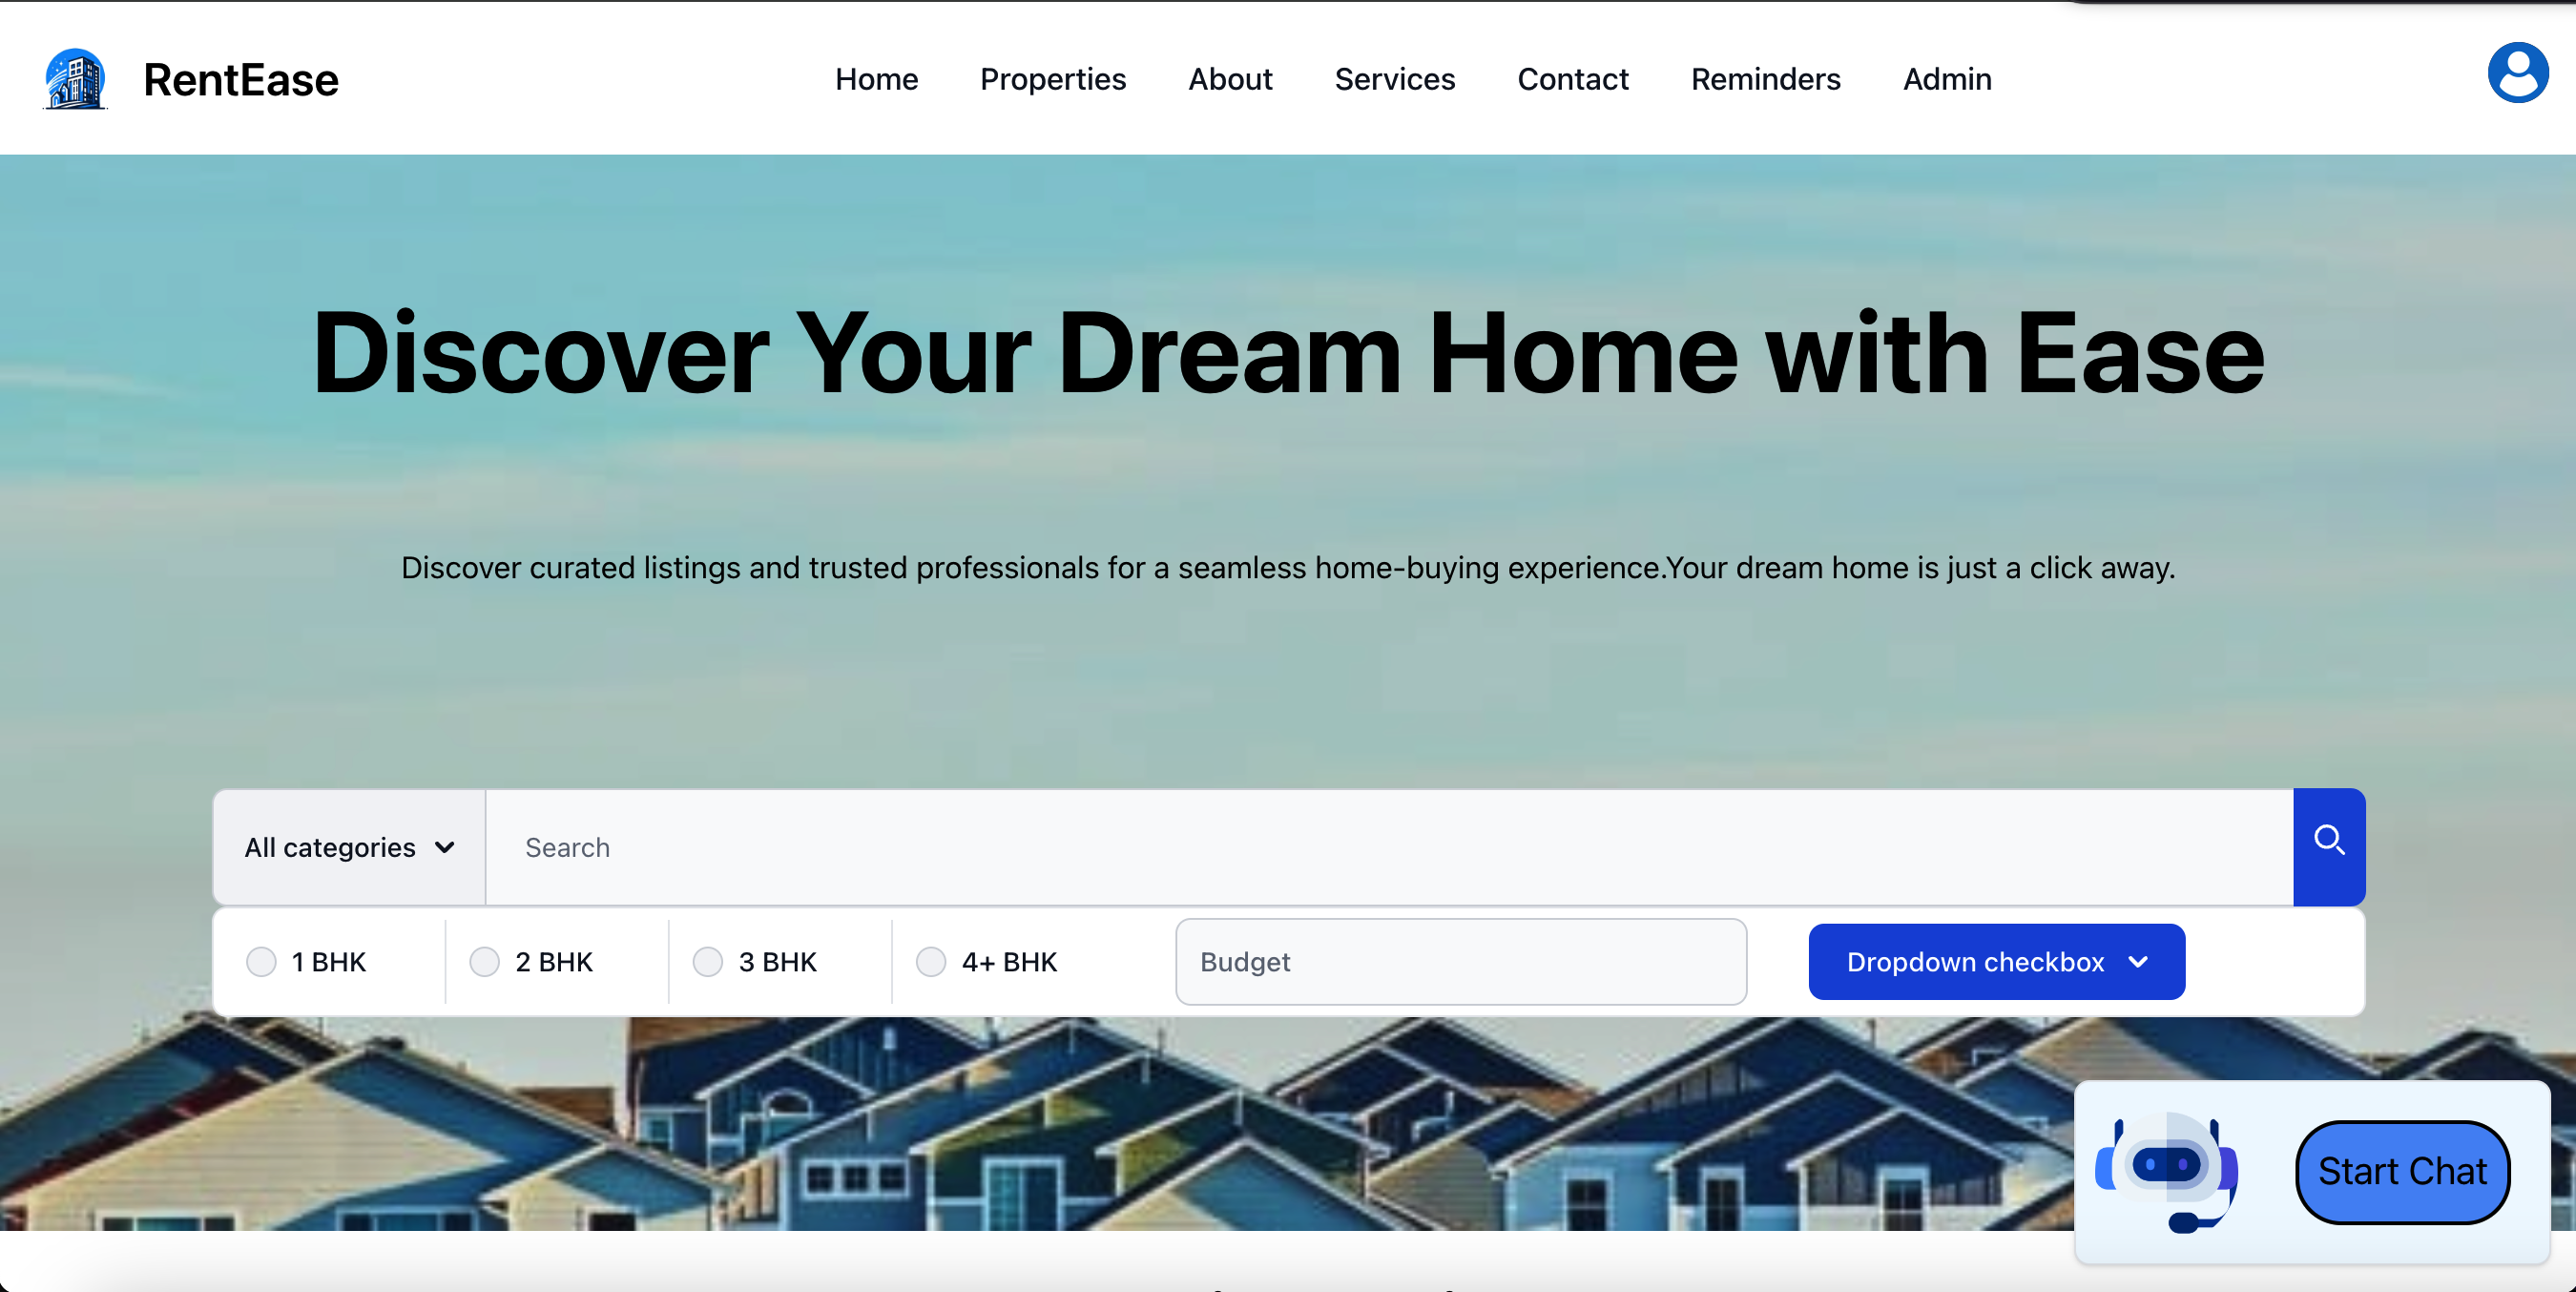 RentEase
Home Properties About Services Contact Reminders Admin
Discover Your Dream Home with Ease
Discover curated listings and trusted professionals for a seamless home-buying experience.Your dream home is just a click away.
All categories Search
1 BHK 2 BHK 3 BHK 4+ BHK Budget Dropdown checkbox
Start Chat